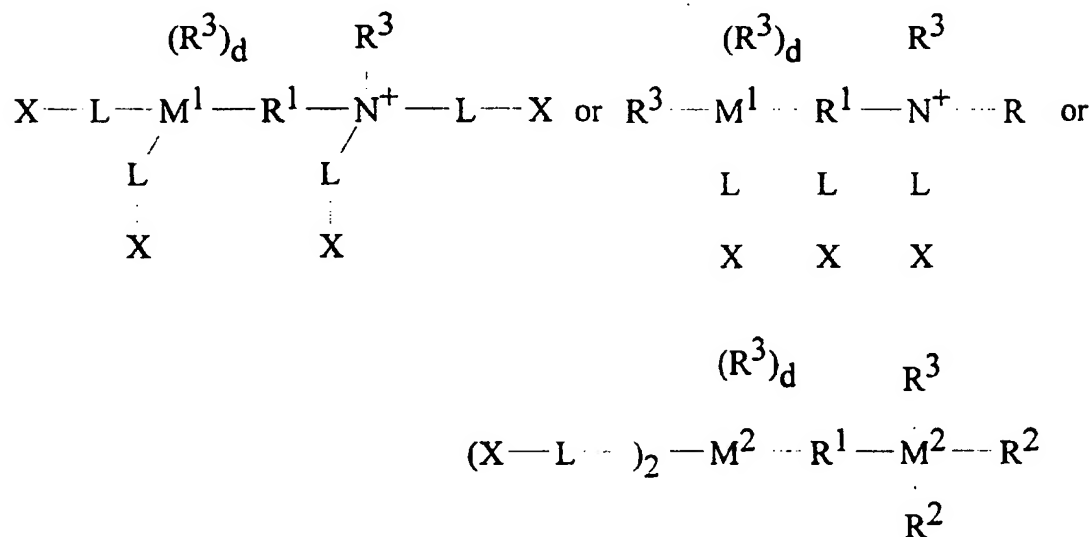 (R³)d R³ (R³)d R³
X—L—M¹—R¹—N⁺—L—X or R³—M¹—R¹—N⁺—R or
L L L L L
X X X X X
(R³)d R³
(X—L—)₂—M²—R¹—M²—R²
R²